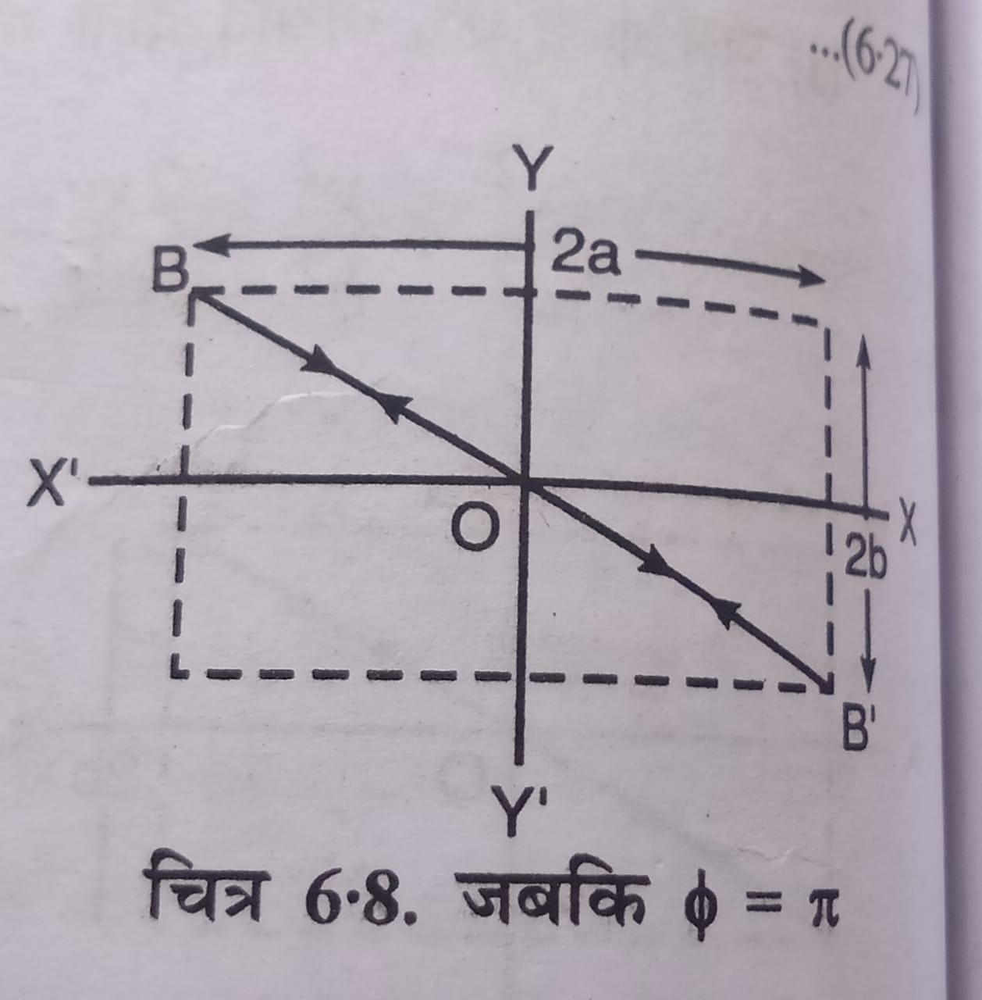 ...(6·27)
Y
2a
B
X'
X
O
2b
B'
Y'
चित्र 6·8. जबकि ϕ = π